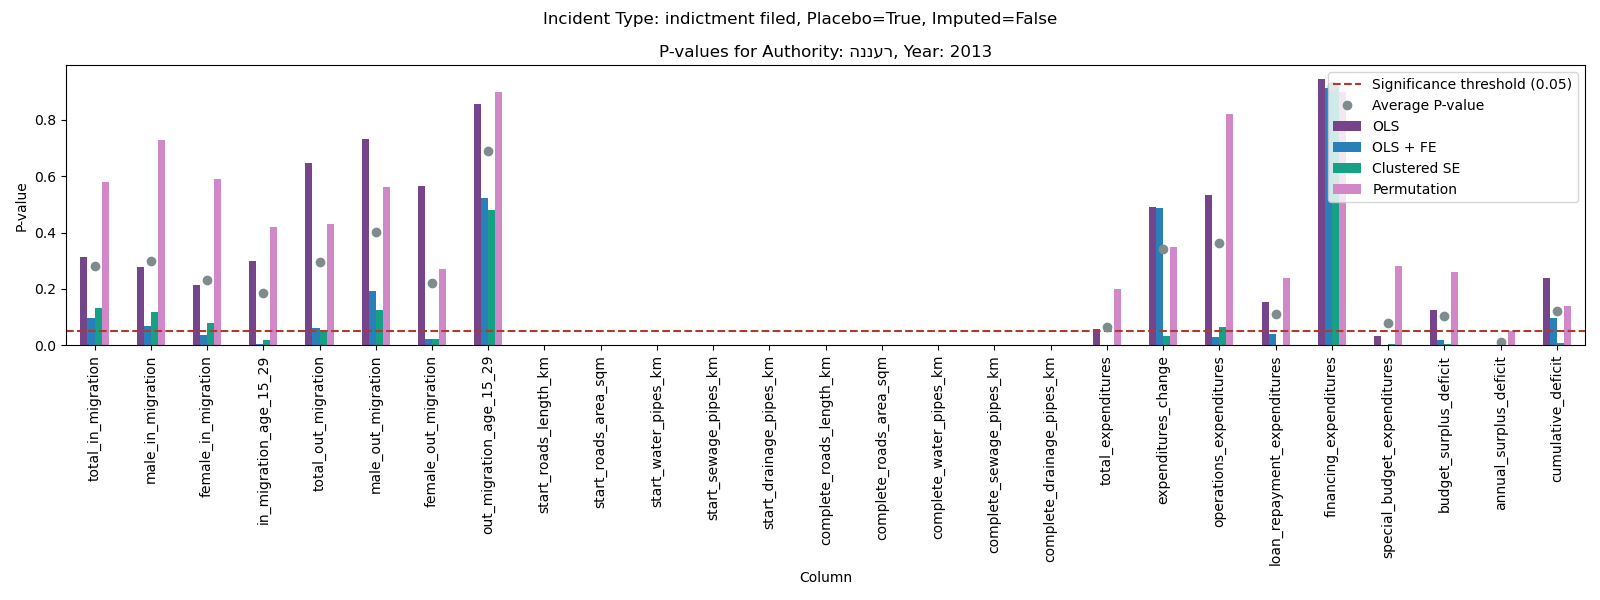 Incident Type: indictment filed, Placebo=True, Imputed=False
P-values for Authority: רעננה, Year: 2013
P-value
0.8
0.6
0.4
0.2
0.0
Significance threshold (0.05)
Average P-value
OLS
OLS + FE
Clustered SE
Permutation
total_in_migration
male_in_migration
female_in_migration
in_migration_age_15_29
total_out_migration
male_out_migration
female_out_migration
out_migration_age_15_29
start_roads_length_km
start_roads_area_sqm
start_water_pipes_km
start_sewage_pipes_km
start_drainage_pipes_km
complete_roads_length_km
complete_roads_area_sqm
complete_water_pipes_km
complete_sewage_pipes_km
complete_drainage_pipes_km
total_expenditures
expenditures_change
operations_expenditures
loan_repayment_expenditures
financing_expenditures
special_budget_expenditures
budget_surplus_deficit
annual_surplus_deficit
cumulative_deficit
Column